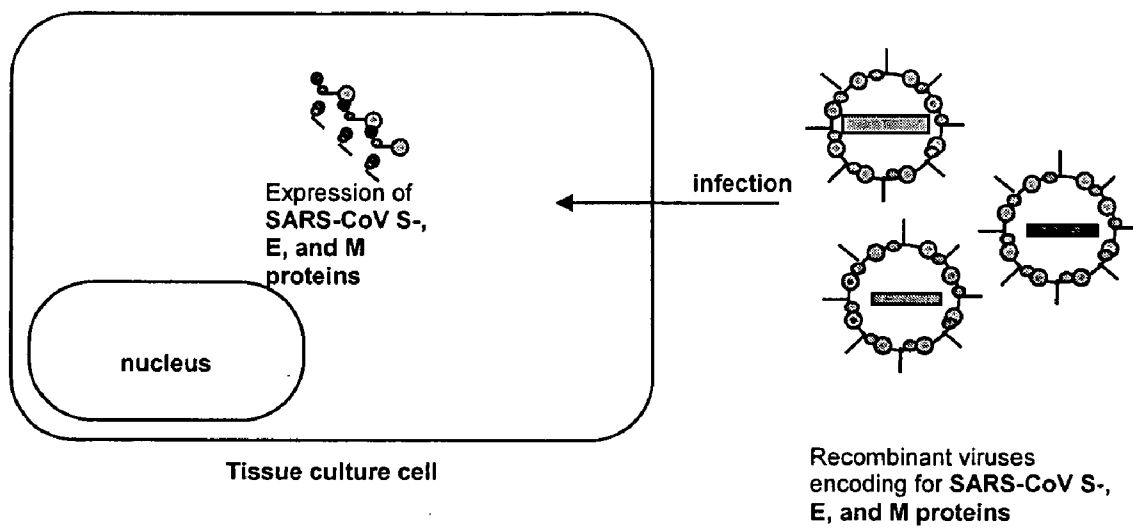 Expression of
SARS-CoV S-,
E, and M
proteins
infection
nucleus
Tissue culture cell
Recombinant viruses
encoding for SARS-CoV S-,
E, and M proteins